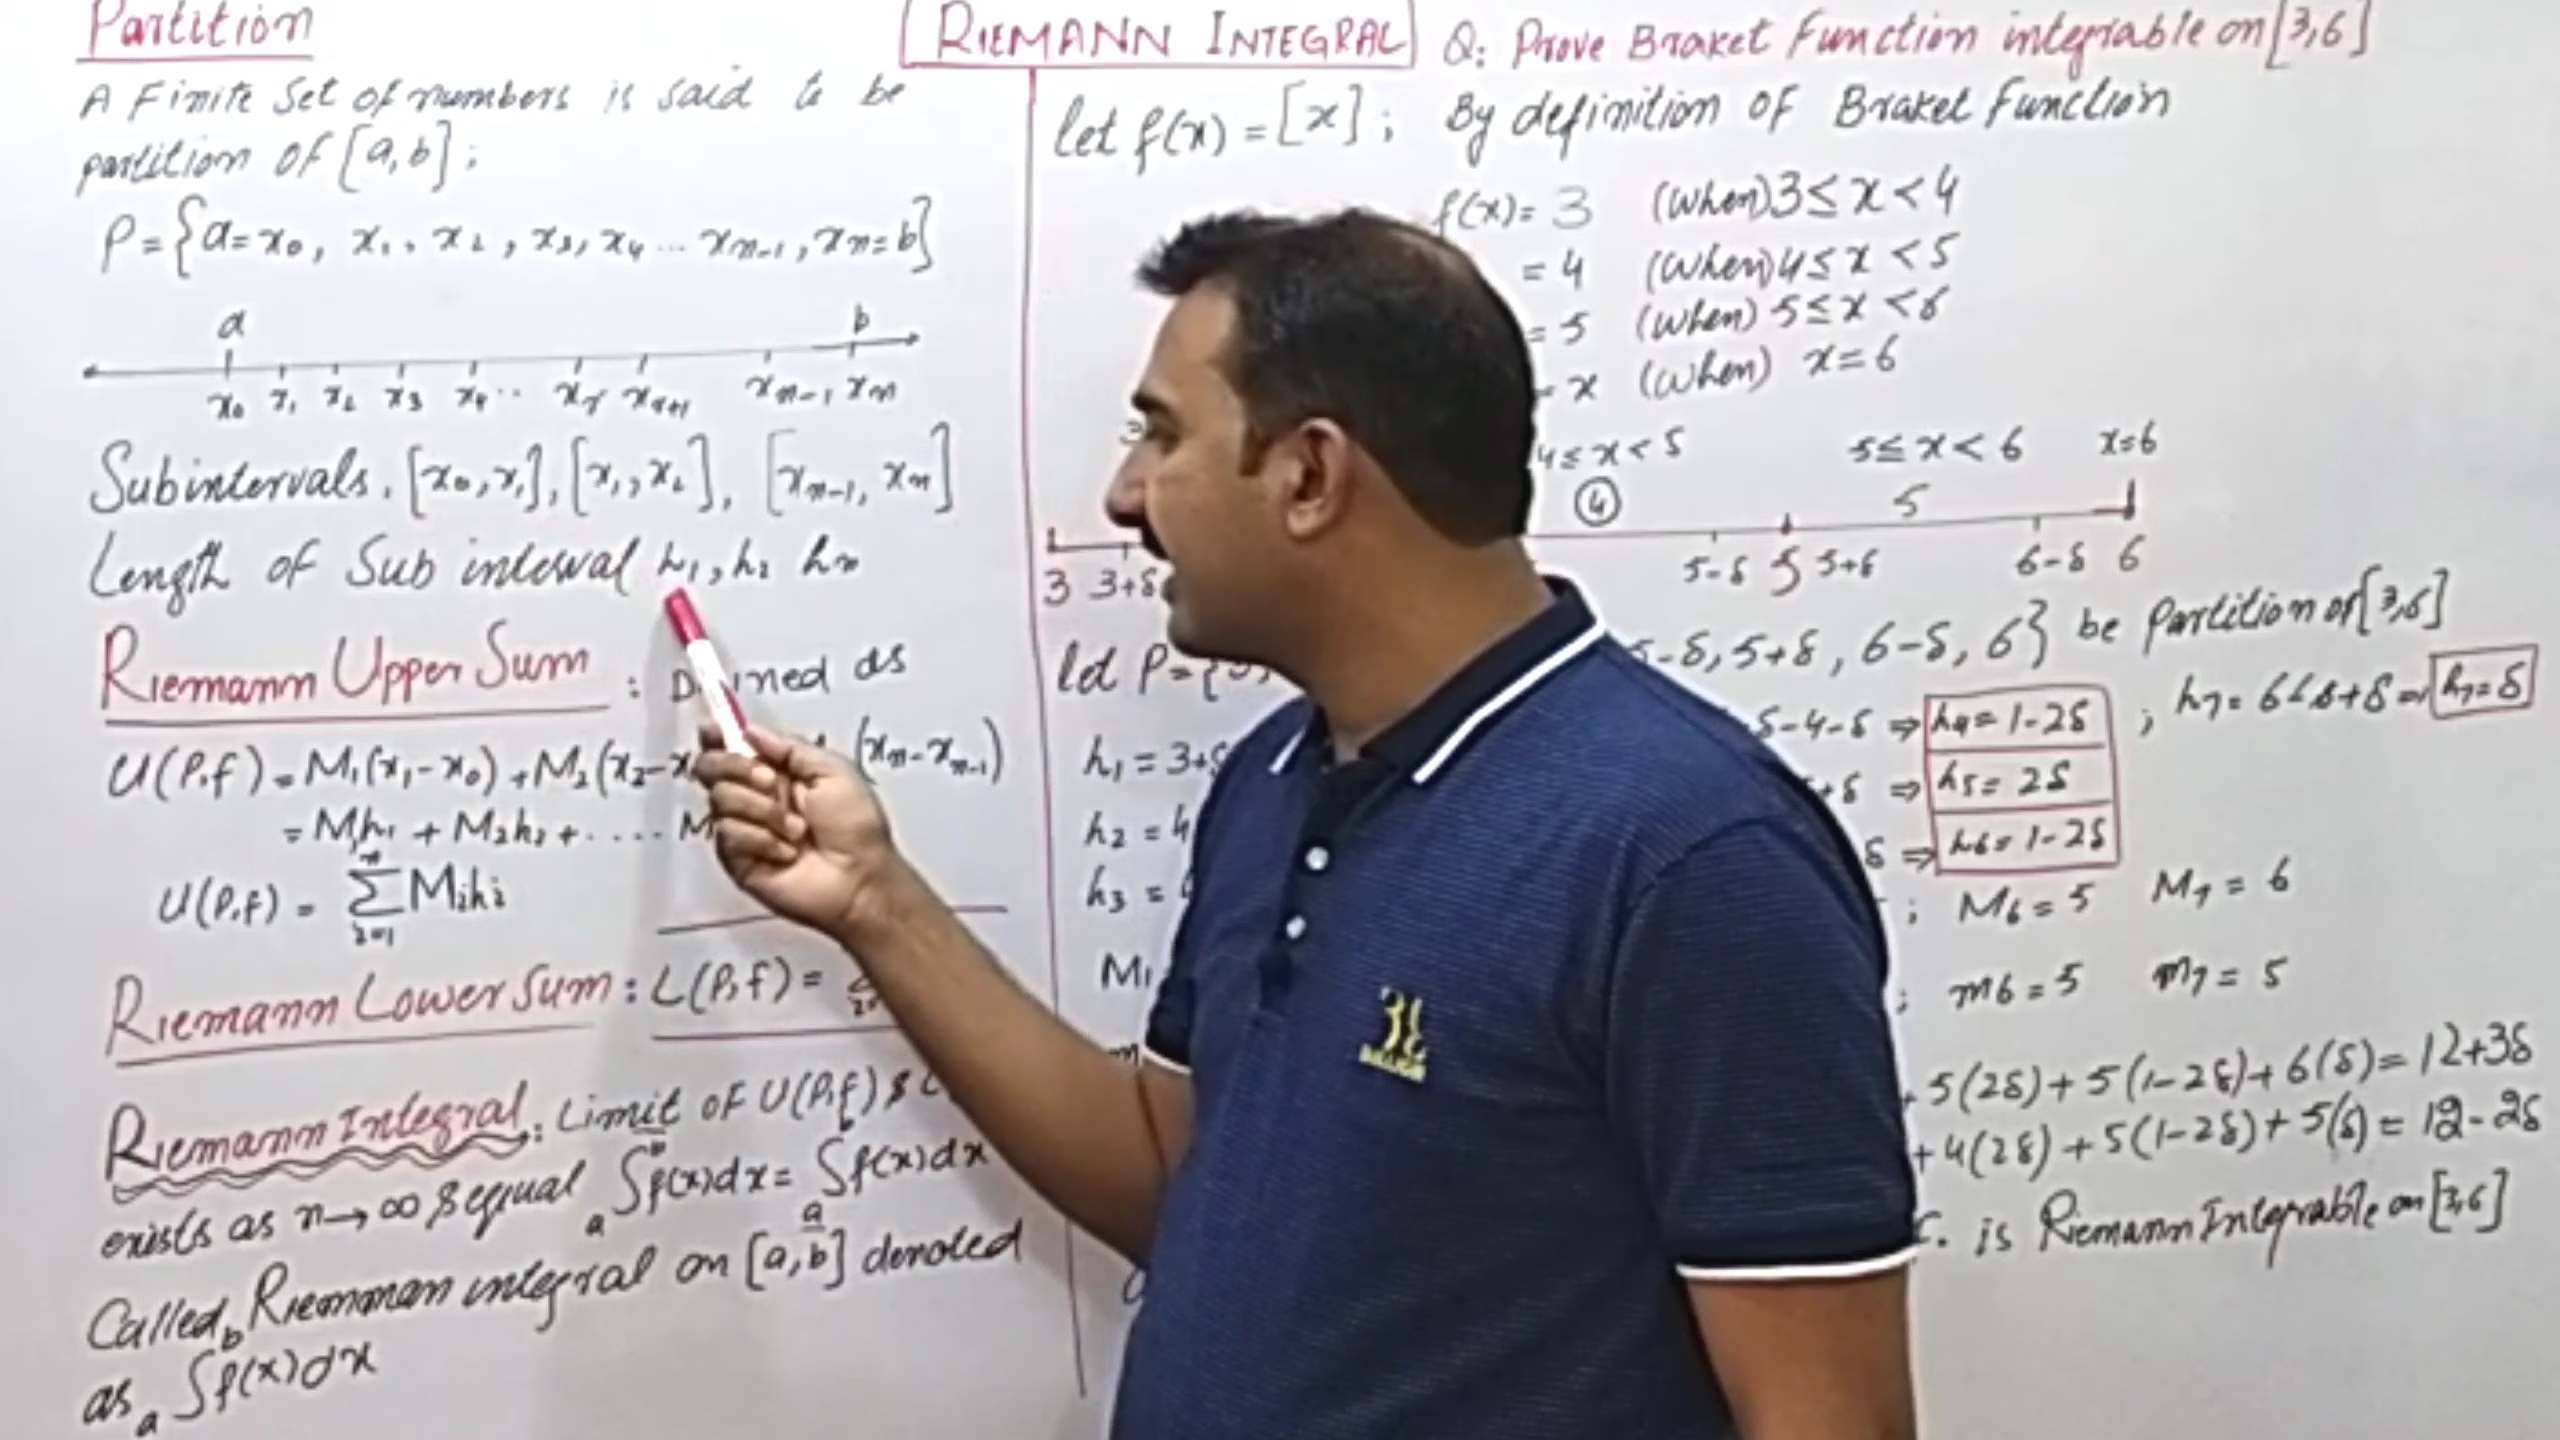 Partition
A Finite Set of numbers is said to be
partition of [a,b];
P={a=x₀, x₁, x₂, x₃, x₄ ... xₙ₋₁, xₙ=b}
a b
x₀ x₁ x₂ x₃ x₄ .. xᵣ xᵣ₊₁ xₙ₋₁ xₙ
Subintervals, [x₀,x₁],[x₁,x₂], [xₙ₋₁,xₙ]
Length of Sub interval h₁,h₂ hₙ
Riemann Upper Sum : as
U(P,f)=M₁(x₁-x₀)+M₂(x₂-x (xₙ-xₙ₋₁)
=M₁h₁ + M₂h₂ + .... M
U(P,f) = ∑ⁿᵢ₌₁ Mᵢhᵢ
Riemann Lower Sum : L(P,f) =
Riemann Integral : Limit of U(P,f) &
exists as n→∞ & equal ₐ∫f(x)dx = ∫f(x)dx
Called Riemman integral on [a,b] denoted
as ₐ∫ᵇf(x)dx
RIEMANN INTEGRAL
Q: Prove Braket Function integrable on [3,6]
let f(x) = [x]; By definition of Braket Function
f(x)= 3 (when) 3≤x<4
= 4 (when) 4≤x<5
= 5 (when) 5≤x<6
x (when) x=6
4≤x<5 5≤x<6 x=6
4 5
3 3+δ 5-δ 5 5+δ 6-δ 6
let P={ -δ, 5+δ, 6-δ, 6} be Partition of [3,6]
h₁ = 3+ δ-4-δ ⇒ h₄=1-2δ ; h₇=6-6+δ ⇒ h₇=δ
h₂ = 4 +δ ⇒ h₅=2δ
h₃ = δ ⇒ h₆=1-2δ
M₁ ; M₆=5 M₇=6
m ; m₆=5 m₇=5
+5(2δ)+5(1-2δ)+6(δ)=12+3δ
+4(2δ)+5(1-2δ)+5(δ)=12-2δ
is Riemann Integrable on [3,6]